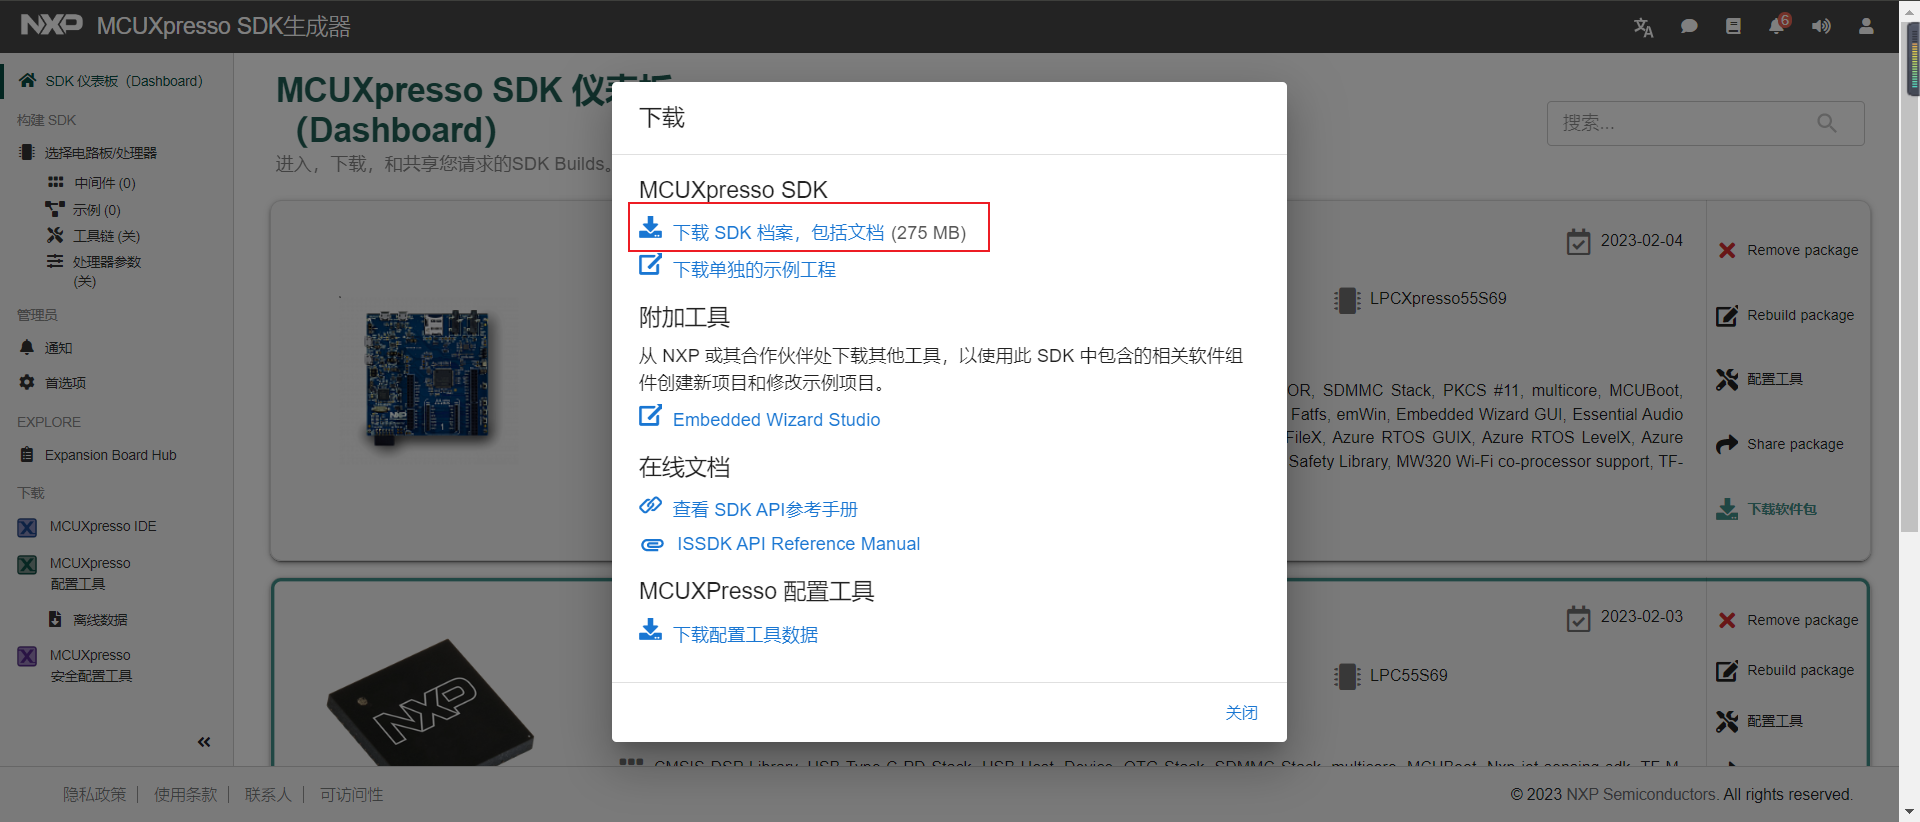 NXP MCUXpresso SDK生成器
6
SDK 仪表板（Dashboard）
构建 SDK
选择电路板/处理器
中间件 (0)
示例 (0)
工具链 (关)
处理器参数
(关)
管理员
通知
首选项
EXPLORE
Expansion Board Hub
下载
MCUXpresso IDE
MCUXpresso
配置工具
离线数据
MCUXpresso
安全配置工具
MCUXpresso SDK 仪表板
（Dashboard）
进入，下载，和共享您请求的SDK Builds。
搜索...
下载
MCUXpresso SDK
下载 SDK 档案，包括文档 (275 MB)
下载单独的示例工程
附加工具
从 NXP 或其合作伙伴处下载其他工具，以使用此 SDK 中包含的相关软件组
件创建新项目和修改示例项目。
Embedded Wizard Studio
在线文档
查看 SDK API参考手册
ISSDK API Reference Manual
MCUXPresso 配置工具
下载配置工具数据
关闭
2023-02-04
LPCXpresso55S69
OR, SDMMC Stack, PKCS #11, multicore, MCUBoot,
Fatfs, emWin, Embedded Wizard GUI, Essential Audio
FileX, Azure RTOS GUIX, Azure RTOS LevelX, Azure
Safety Library, MW320 Wi-Fi co-processor support, TF-
Remove package
Rebuild package
配置工具
Share package
下载软件包
NXP
NXP
2023-02-03
LPC55S69
Remove package
Rebuild package
配置工具
CMSIS DSP Library, USB Type-C PD Stack, USB Host, Device, OTG Stack, SDMMC Stack, multicore, MCUBoot, Nxp iot sensing sdk, TF-M,
隐私政策 | 使用条款 | 联系人 | 可访问性
© 2023 NXP Semiconductors. All rights reserved.